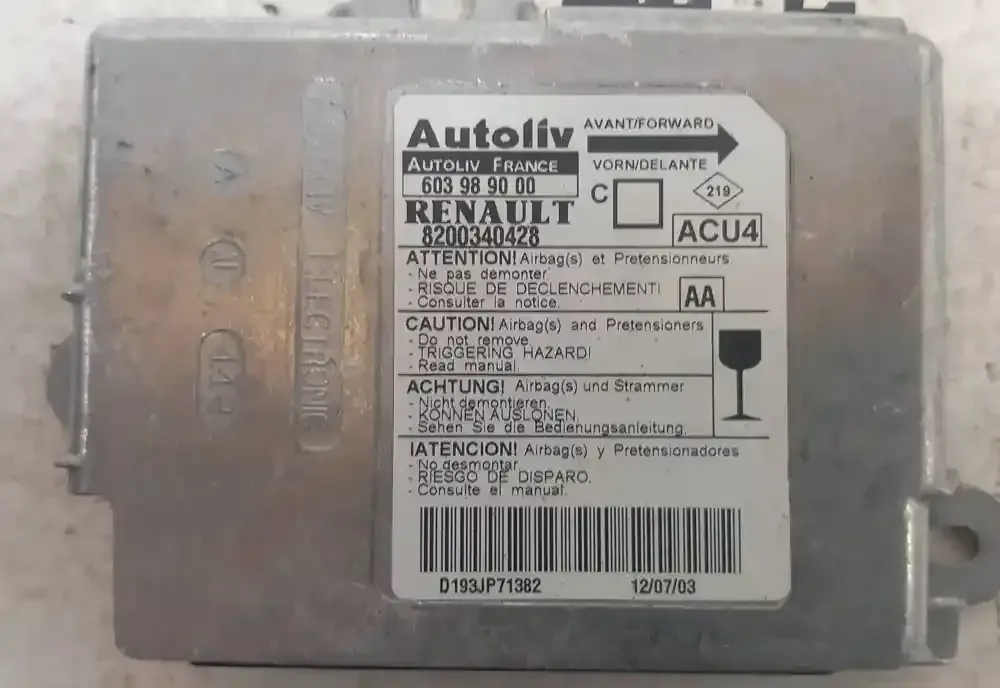 Autoliv
AUTOLIV FRANCE
603 98 90 00
RENAULT
8200340428
AVANT/FORWARD
VORN/DELANTE
C
219
ACU4
ATTENTION! Airbag(s) et Pretensionneurs
- Ne pas demonter
- RISQUE DE DECLENCHEMENT!
- Consulter la notice.
AA
CAUTION! Airbag(s) and Pretensioners
- Do not remove
- TRIGGERING HAZARD!
- Read manual.
ACHTUNG! Airbag(s) und Strammer
- Nicht demontieren.
- KONNEN AUSLONEN.
- Sehen Sie die Bedienungsanleitung.
!ATENCION! Airbag(s) y Pretensionadores
- No desmontar
- RIESGO DE DISPARO.
- Consulte el manual.
D193JP71382 12/07/03
A
ELECTRONIC